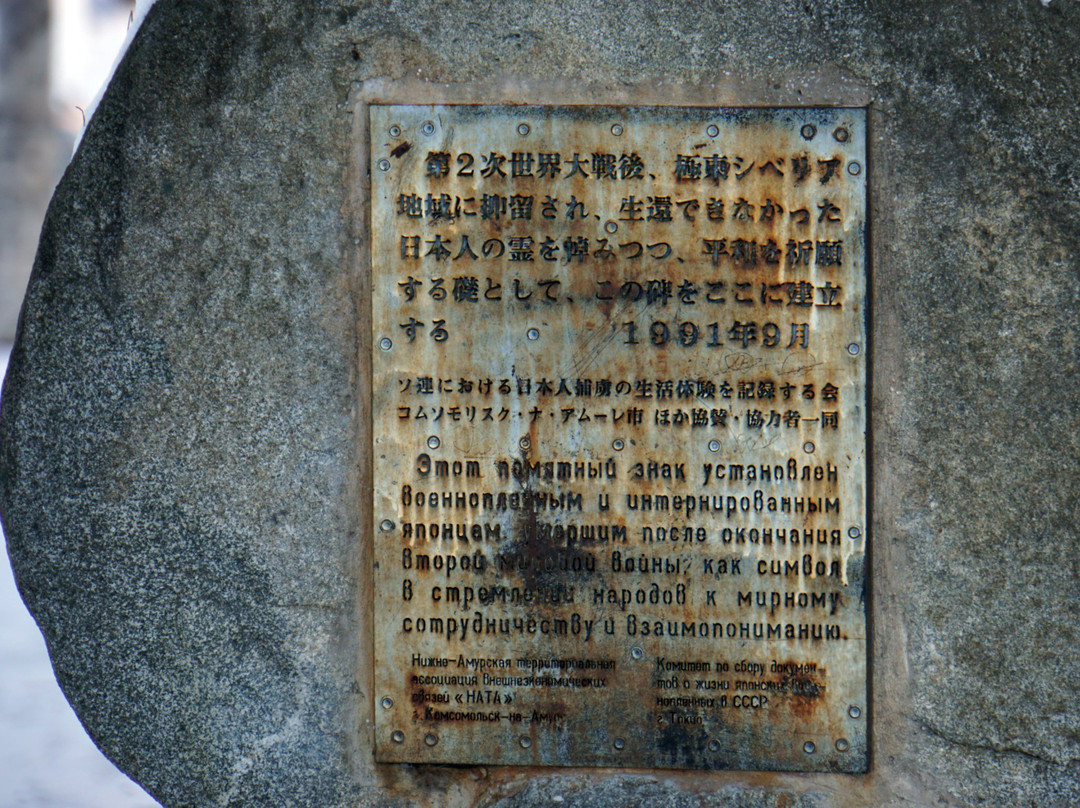 第2次世界大戦後、極東シベリア
地域に抑留され、生還できなかった
日本人の霊を悼みつつ、平和を祈願
する礎として、この碑をここに建立
する 1991年9月
ソ連における日本人捕虜の生活体験を記録する会
コムソモリスク・ナ・アムーレ市 ほか協賛・協力者一同
Этот помятный знак установлен
военнопленным и интернированным
японцам, умершим после окончания
второй мировой войны, как символ
в стремлении народов к мирному
сотрудничеству и взаимопониманию.
Нижне-Амурская территориальная
ассоциация внешнеэкономических
связей «НАТА»
г. Комсомольск-на-Амуре
Комитет по сбору докумен-
тов о жизни японских воен-
нопленных в СССР
г. Токио